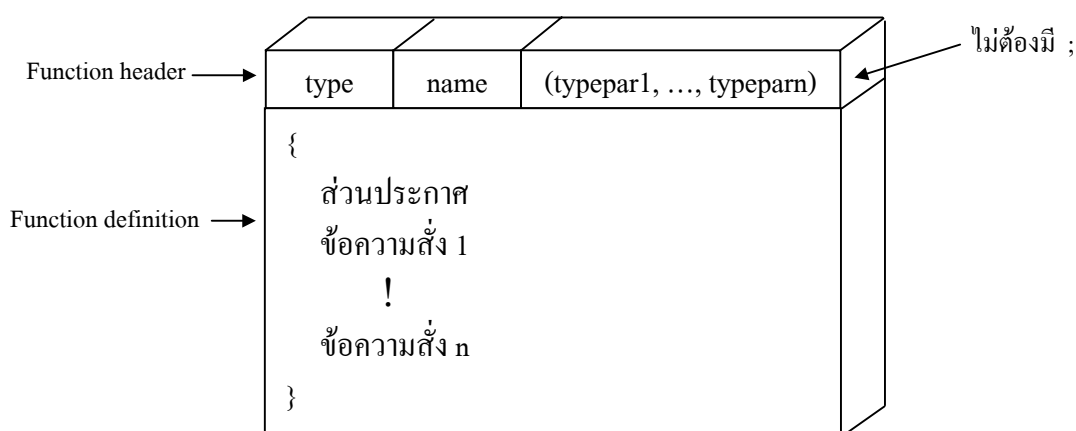 ไม่ต้องมี ;
Function header
type name (typepar1, …, typeparn)
{
ส่วนประกาศ
Function definition
ข้อความสั่ง 1
!
ข้อความสั่ง n
}